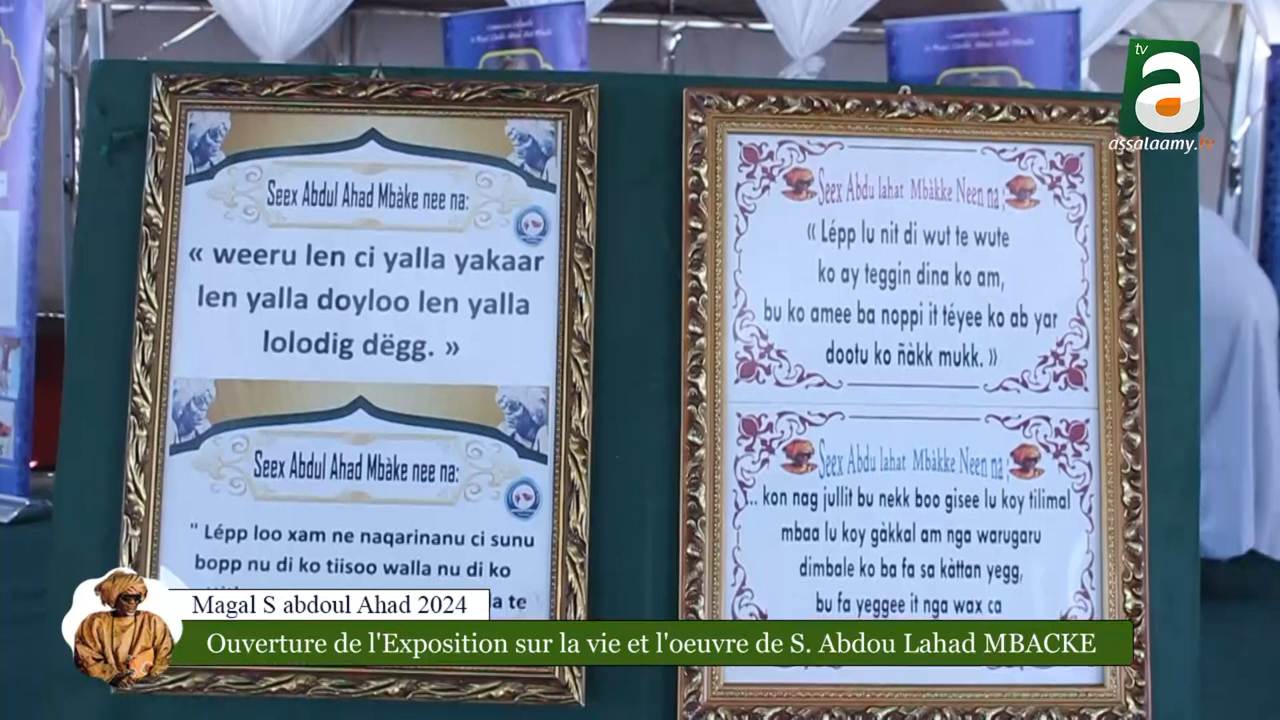 tv
a
assalaamy.tv
Seex Abdul Ahad Mbàke nee na:
« weeru len ci yalla yakaar
len yalla doyloo len yalla
lolodig dëgg. »
Seex Abdul Ahad Mbàke nee na:
" Lépp loo xam ne naqarinanu ci sunu
bopp nu di ko tiisoo walla nu di ko
la te
Seex Abdu lahat Mbàkke Neen na ;
« Lépp lu nit di wut te wute
ko ay teggin dina ko am,
bu ko amee ba noppi it téyee ko ab yar
dootu ko ñàkk mukk. »
Seex Abdu lahat Mbàkke Neen na ;
... kon nag jullit bu nekk boo gisee lu koy tilimal
mbaa lu koy gàkkal am nga warugaru
dimbale ko ba fa sa kàttan yegg,
bu fa yeggee it nga wax ca
Magal S abdoul Ahad 2024
Ouverture de l'Exposition sur la vie et l'oeuvre de S. Abdou Lahad MBACKE